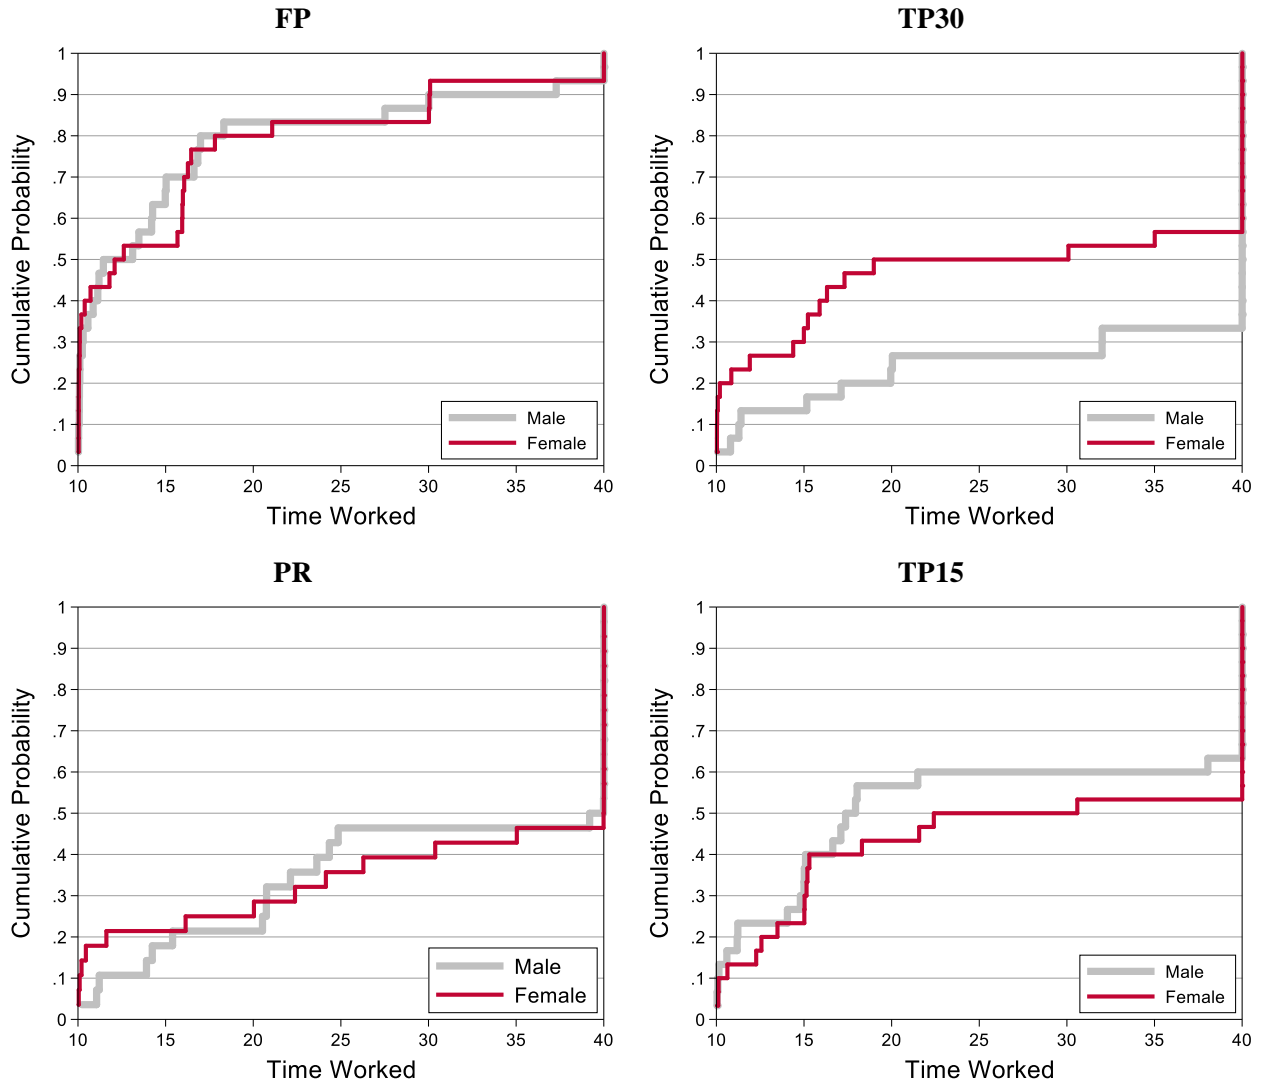 FP
1
.9
.8
.7
.6
.5
.4
.3
.2
.1
0
Cumulative Probability
10 15 20 25 30 35 40
Time Worked
Male
Female
TP30
1
.9
.8
.7
.6
.5
.4
.3
.2
.1
0
Cumulative Probability
10 15 20 25 30 35 40
Time Worked
Male
Female
PR
1
.9
.8
.7
.6
.5
.4
.3
.2
.1
0
Cumulative Probability
10 15 20 25 30 35 40
Time Worked
Male
Female
TP15
1
.9
.8
.7
.6
.5
.4
.3
.2
.1
0
Cumulative Probability
10 15 20 25 30 35 40
Time Worked
Male
Female